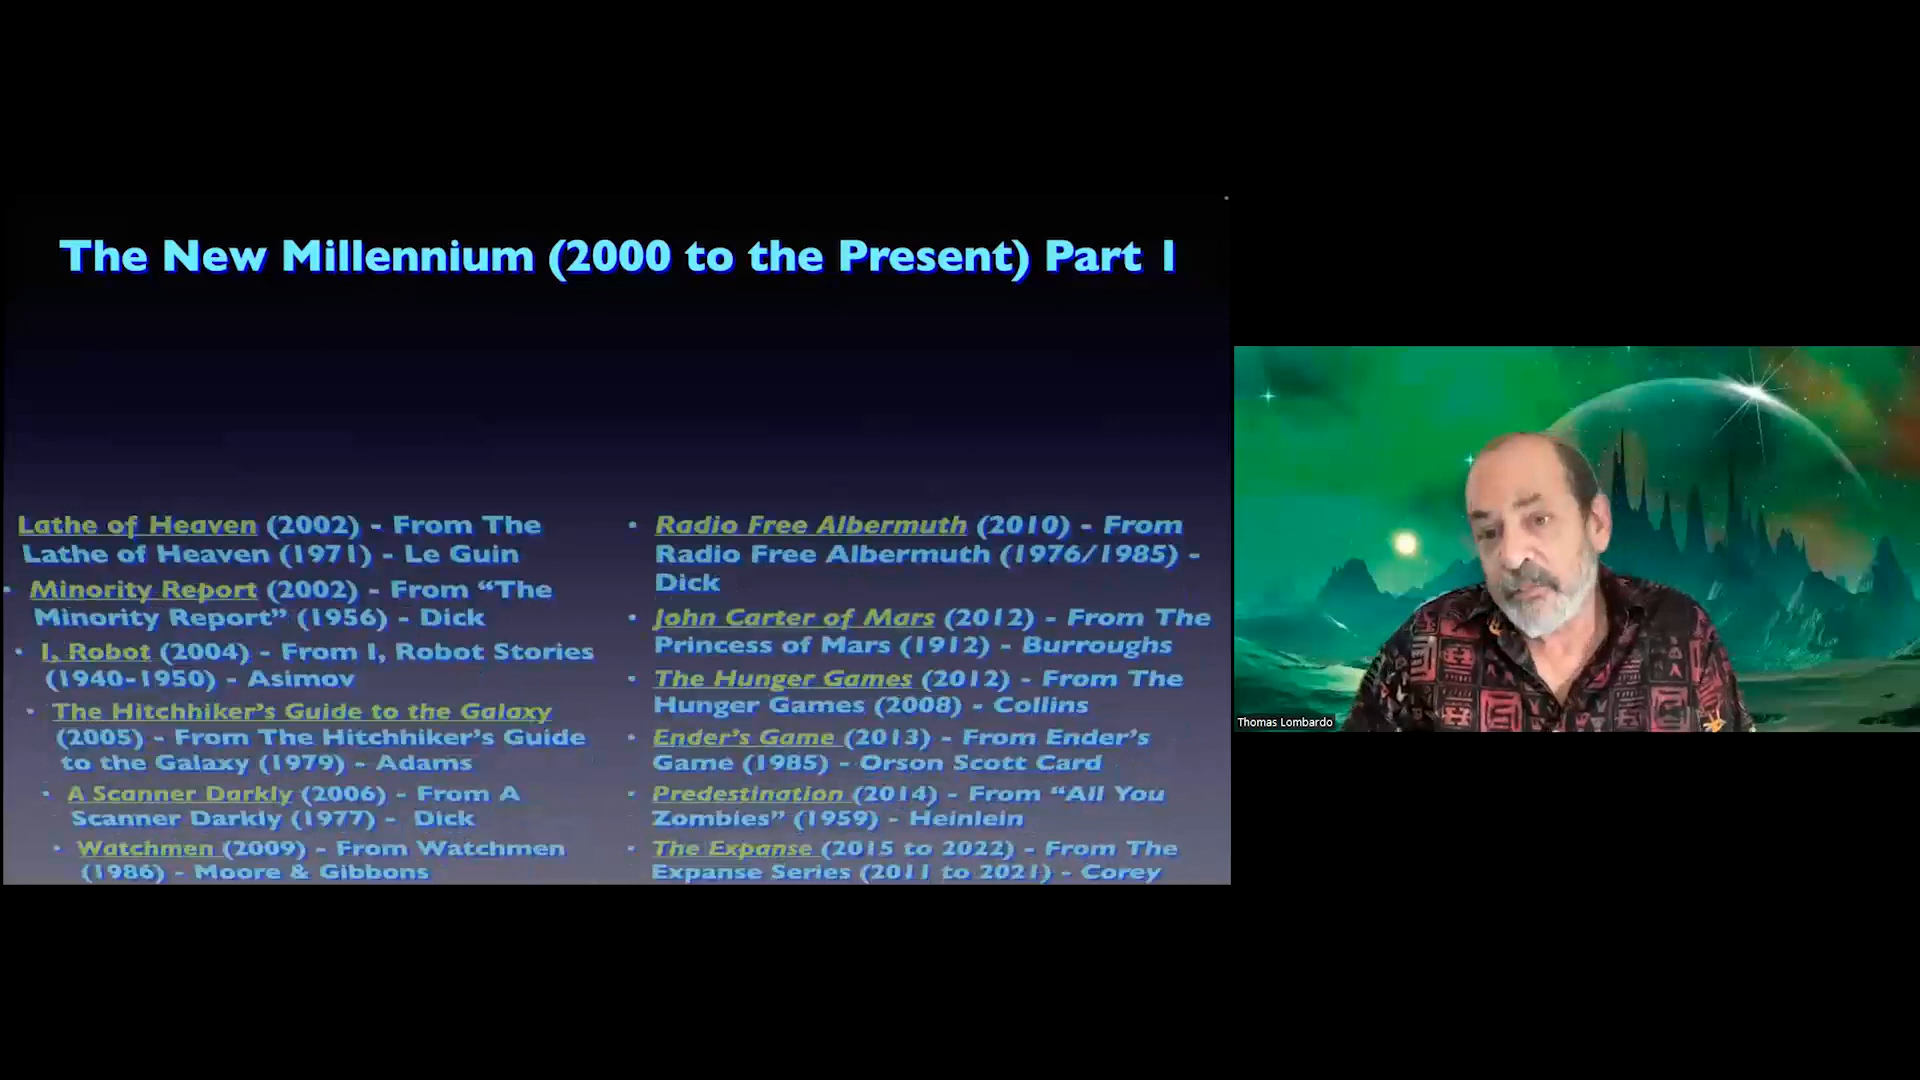 The New Millennium (2000 to the Present) Part 1
Lathe of Heaven (2002) - From The
Lathe of Heaven (1971) - Le Guin
• Minority Report (2002) - From “The
Minority Report” (1956) - Dick
• I, Robot (2004) - From I, Robot Stories
(1940-1950) - Asimov
• The Hitchhiker’s Guide to the Galaxy
(2005) - From The Hitchhiker’s Guide
to the Galaxy (1979) - Adams
• A Scanner Darkly (2006) - From A
Scanner Darkly (1977) - Dick
• Watchmen (2009) - From Watchmen
(1986) - Moore & Gibbons
• Radio Free Albermuth (2010) - From
Radio Free Albermuth (1976/1985) -
Dick
• John Carter of Mars (2012) - From The
Princess of Mars (1912) - Burroughs
• The Hunger Games (2012) - From The
Hunger Games (2008) - Collins
• Ender’s Game (2013) - From Ender’s
Game (1985) - Orson Scott Card
• Predestination (2014) - From “All You
Zombies” (1959) - Heinlein
• The Expanse (2015 to 2022) - From The
Expanse Series (2011 to 2021) - Corey
Thomas Lombardo